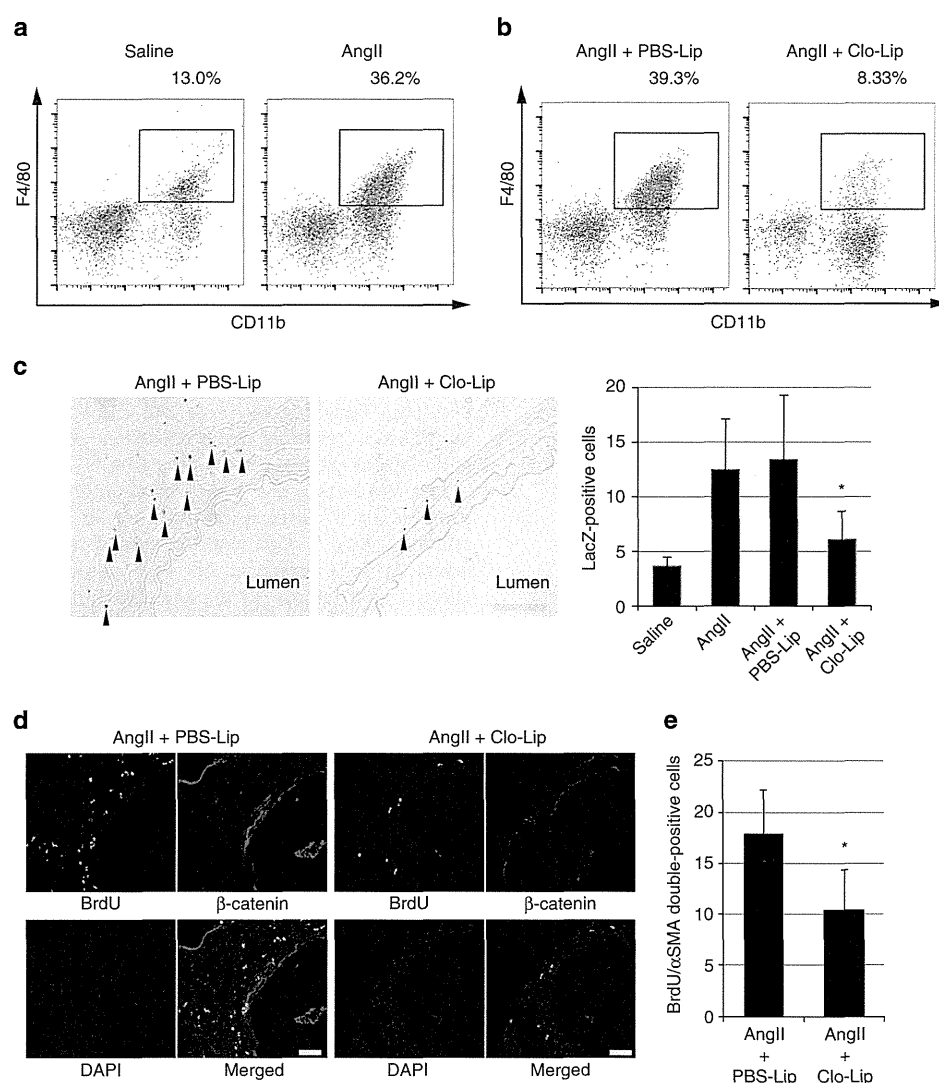 a
Saline
AngII
13.0%
36.2%
F4/80
CD11b
b
AngII + PBS-Lip
AngII + Clo-Lip
39.3%
8.33%
F4/80
CD11b
c
AngII + PBS-Lip
AngII + Clo-Lip
Lumen
Lumen
LacZ-positive cells
20
15
10
5
0
*
Saline
AngII
AngII +
PBS-Lip
AngII +
Clo-Lip
d
AngII + PBS-Lip
AngII + Clo-Lip
BrdU
β-catenin
BrdU
β-catenin
DAPI
Merged
DAPI
Merged
e
BrdU/αSMA double-positive cells
25
20
15
10
5
0
*
AngII
+
PBS-Lip
AngII
+
Clo-Lip